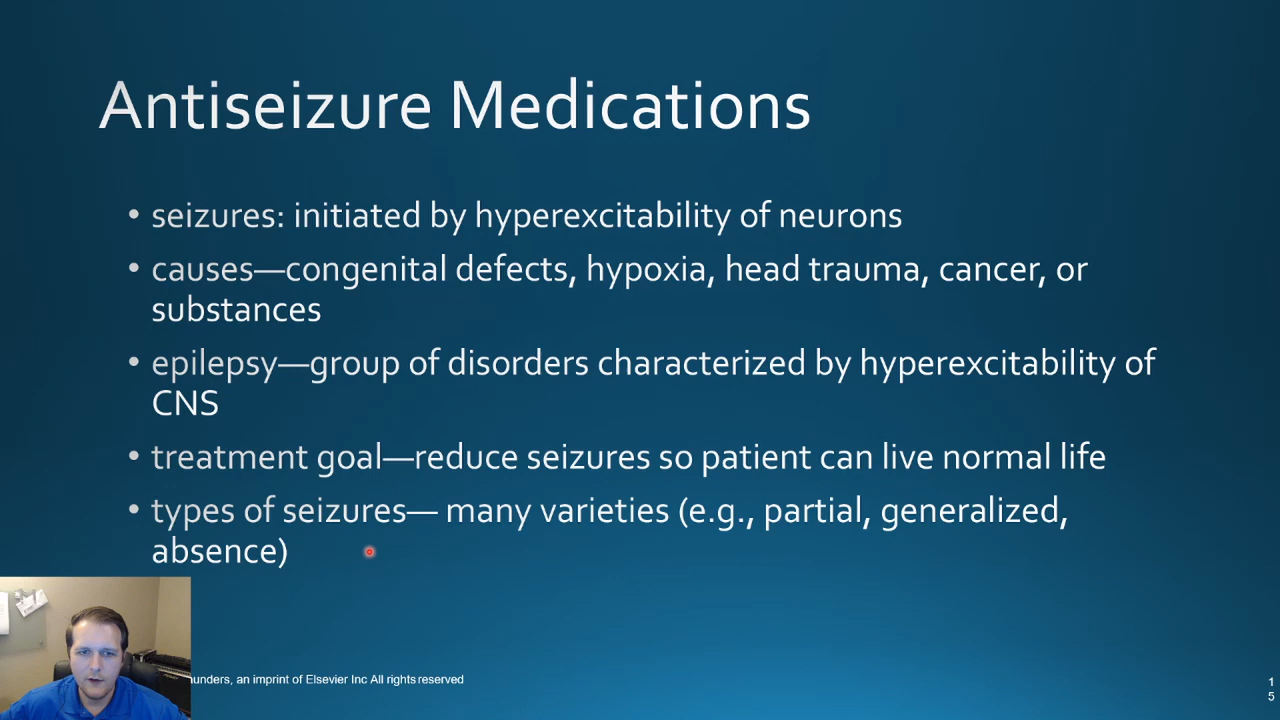 Antiseizure Medications
• seizures: initiated by hyperexcitability of neurons
• causes—congenital defects, hypoxia, head trauma, cancer, or
substances
• epilepsy—group of disorders characterized by hyperexcitability of
CNS
• treatment goal—reduce seizures so patient can live normal life
• types of seizures— many varieties (e.g., partial, generalized,
absence)
an imprint of Elsevier Inc All rights reserved
1
5